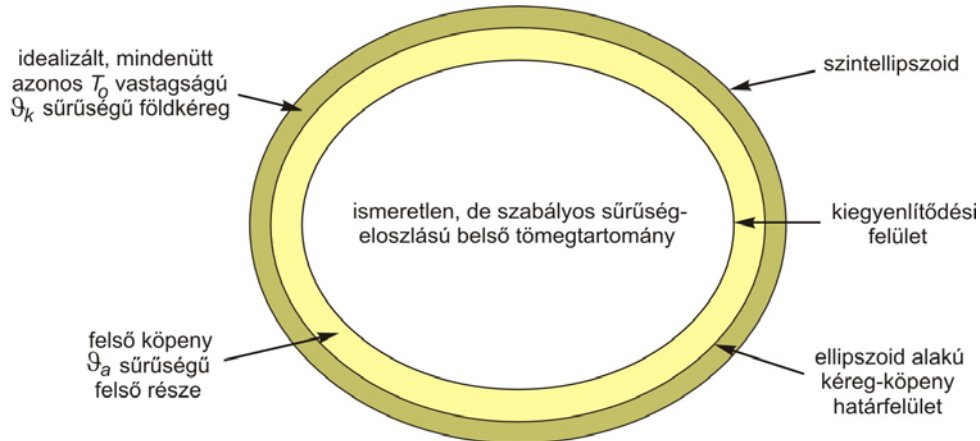 idealizált, mindenütt
azonos T₀ vastagságú
ϑₖ sűrűségű földkéreg
szintellipszoid
ismeretlen, de szabályos sűrűség-
eloszlású belső tömegtartomány
kiegyenlítődési
felület
felső köpeny
ϑₐ sűrűségű
felső része
ellipszoid alakú
kéreg-köpeny
határfelület